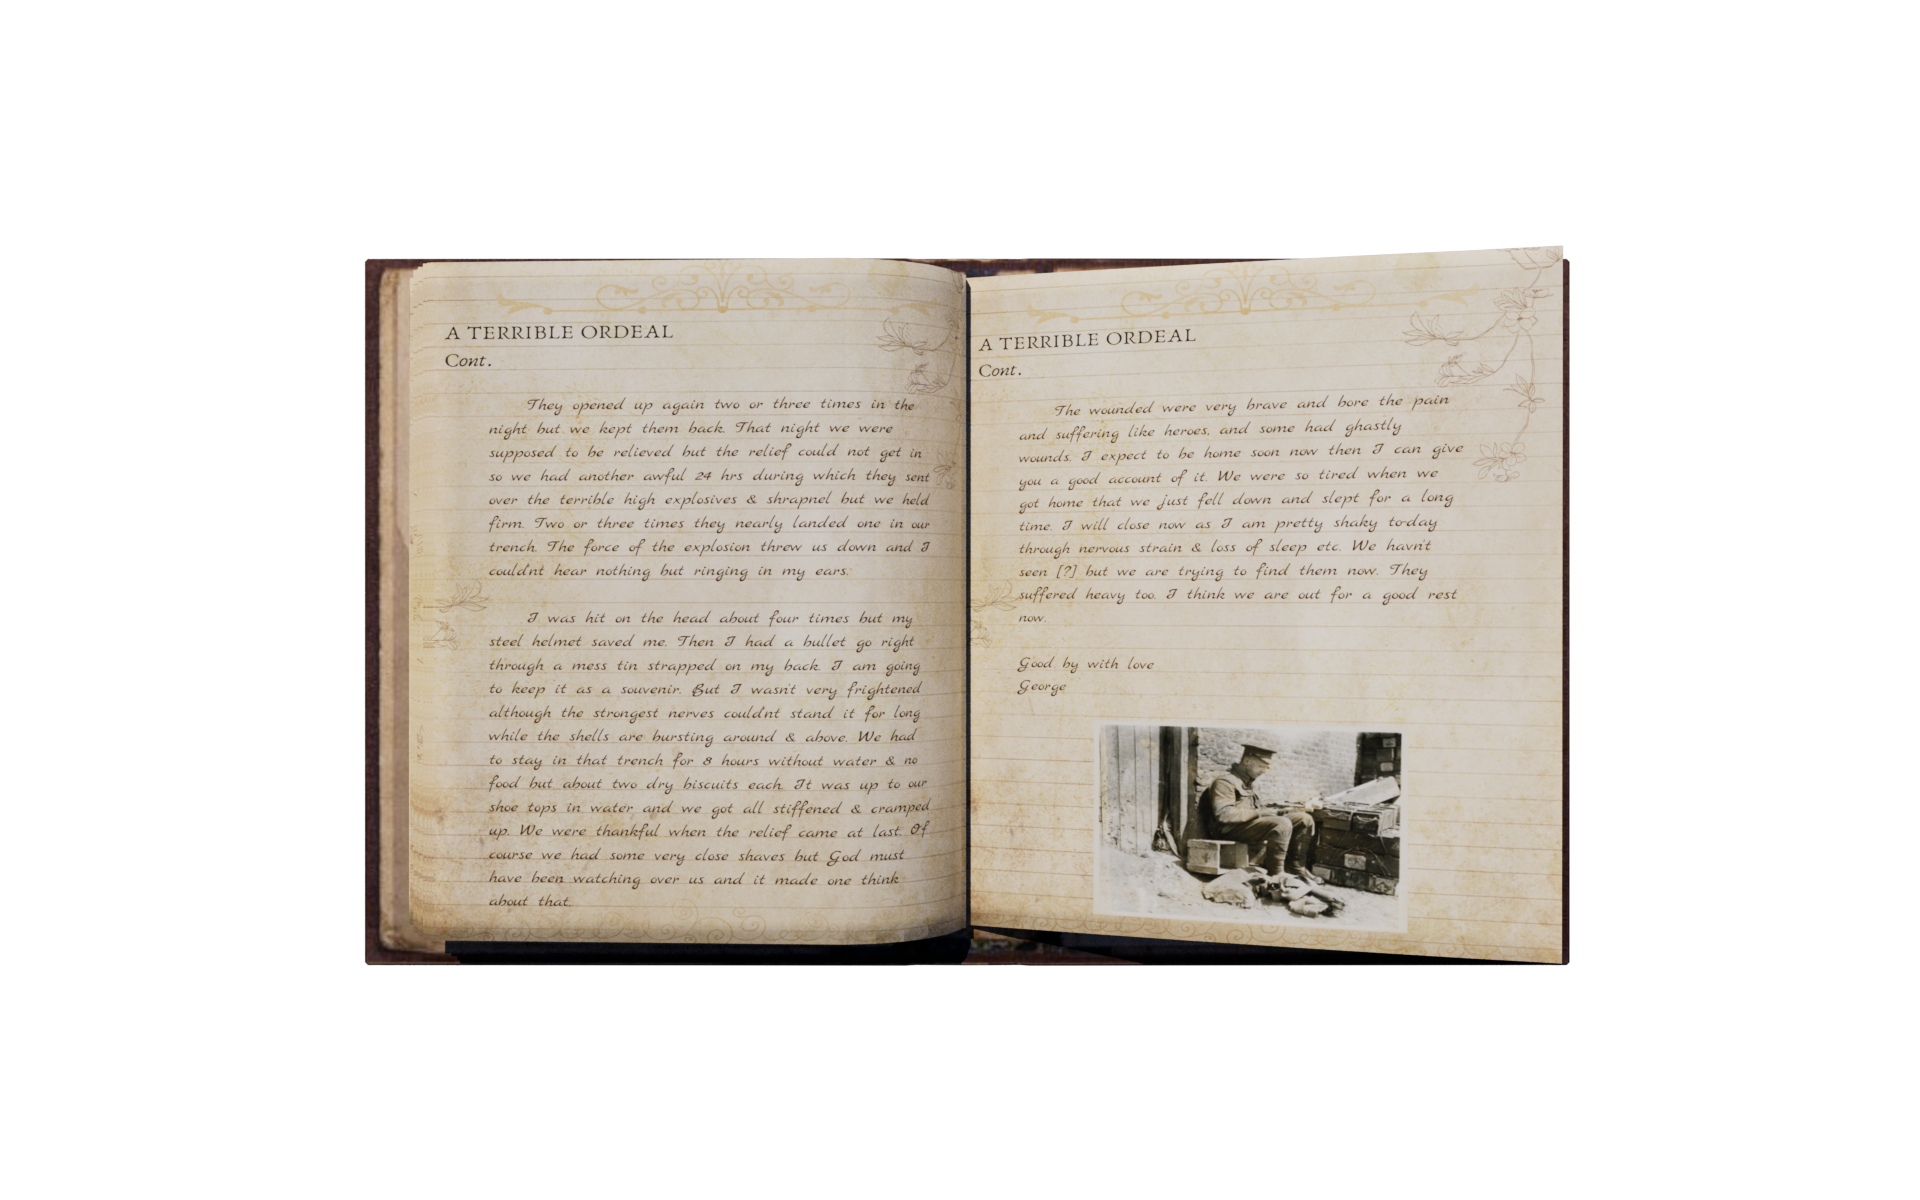 A TERRIBLE ORDEAL
Cont.
They opened up again two or three times in the
night but we kept them back. That night we were
supposed to be relieved but the relief could not get in
so we had another awful 24 hrs during which they sent
over the terrible high explosives & shrapnel but we held
firm. Two or three times they nearly landed one in our
trench. The force of the explosion threw us down and I
could'nt hear nothing but ringing in my ears.
I was hit on the head about four times but my
steel helmet saved me. Then I had a bullet go right
through a mess tin strapped on my back. I am going
to keep it as a souvenir. But I wasn't very frightened
although the strongest nerves could'nt stand it for long
while the shells are bursting around & above. We had
to stay in that trench for 8 hours without water & no
food but about two dry biscuits each. It was up to our
shoe tops in water and we got all stiffened & cramped
up. We were thankful when the relief came at last. Of
course we had some very close shaves but God must
have been watching over us and it made one think
about that.
A TERRIBLE ORDEAL
Cont.
The wounded were very brave and bore the pain
and suffering like heroes, and some had ghastly
wounds. I expect to be home soon now then I can give
you a good account of it. We were so tired when we
got home that we just fell down and slept for a long
time. I will close now as I am pretty shaky to-day
through nervous strain & loss of sleep etc. We hav'nt
seen [?] but we are trying to find them now. They
suffered heavy too. I think we are out for a good rest
now.
Good by with love
George